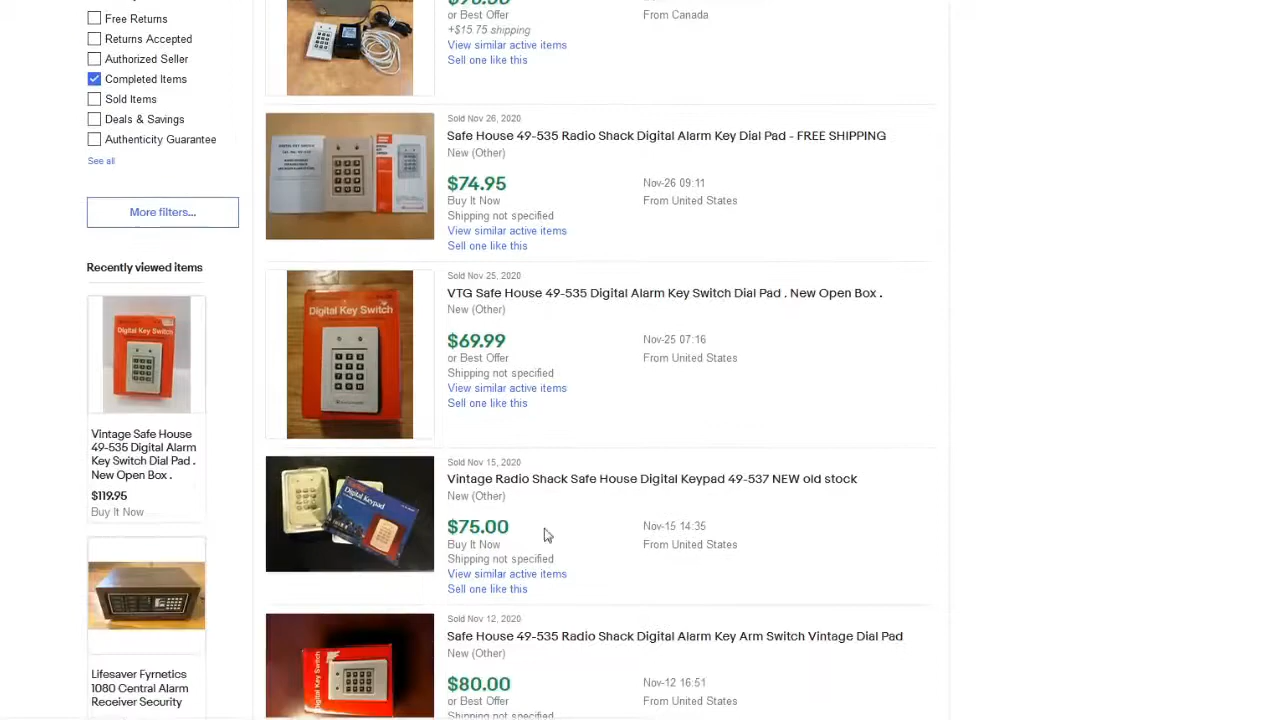 Free Returns
Returns Accepted
Authorized Seller
Completed Items
Sold Items
Deals & Savings
Authenticity Guarantee
See all
More filters...
Recently viewed items
Digital Key Switch
Vintage Safe House
49-535 Digital Alarm
Key Switch Dial Pad .
New Open Box .
$119.95
Buy It Now
Lifesaver Fyrnetics
1080 Central Alarm
Receiver Security
or Best Offer
From Canada
+$15.75 shipping
View similar active items
Sell one like this
Sold Nov 26, 2020
Safe House 49-535 Radio Shack Digital Alarm Key Dial Pad - FREE SHIPPING
New (Other)
$74.95
Nov-26 09:11
Buy It Now
From United States
Shipping not specified
View similar active items
Sell one like this
Sold Nov 25, 2020
VTG Safe House 49-535 Digital Alarm Key Switch Dial Pad . New Open Box .
New (Other)
Digital Key Switch
$69.99
Nov-25 07:16
or Best Offer
From United States
Shipping not specified
View similar active items
Sell one like this
Sold Nov 15, 2020
Vintage Radio Shack Safe House Digital Keypad 49-537 NEW old stock
New (Other)
Digital Keypad
$75.00
Nov-15 14:35
Buy It Now
From United States
Shipping not specified
View similar active items
Sell one like this
Sold Nov 12, 2020
Safe House 49-535 Radio Shack Digital Alarm Key Arm Switch Vintage Dial Pad
New (Other)
Digital Key Switch
$80.00
Nov-12 16:51
or Best Offer
From United States
Shipping not specified